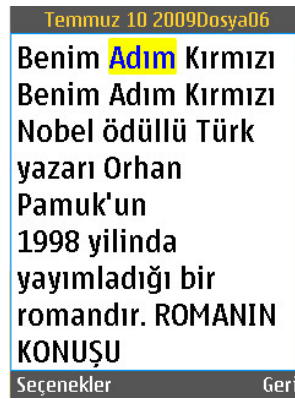 Temmuz 10 2009Dosya06
Benim Adım Kırmızı
Benim Adım Kırmızı
Nobel ödüllü Türk
yazarı Orhan
Pamuk'un
1998 yilinda
yayımladığı bir
romandır. ROMANIN
KONUŞU
Seçenekler Geri